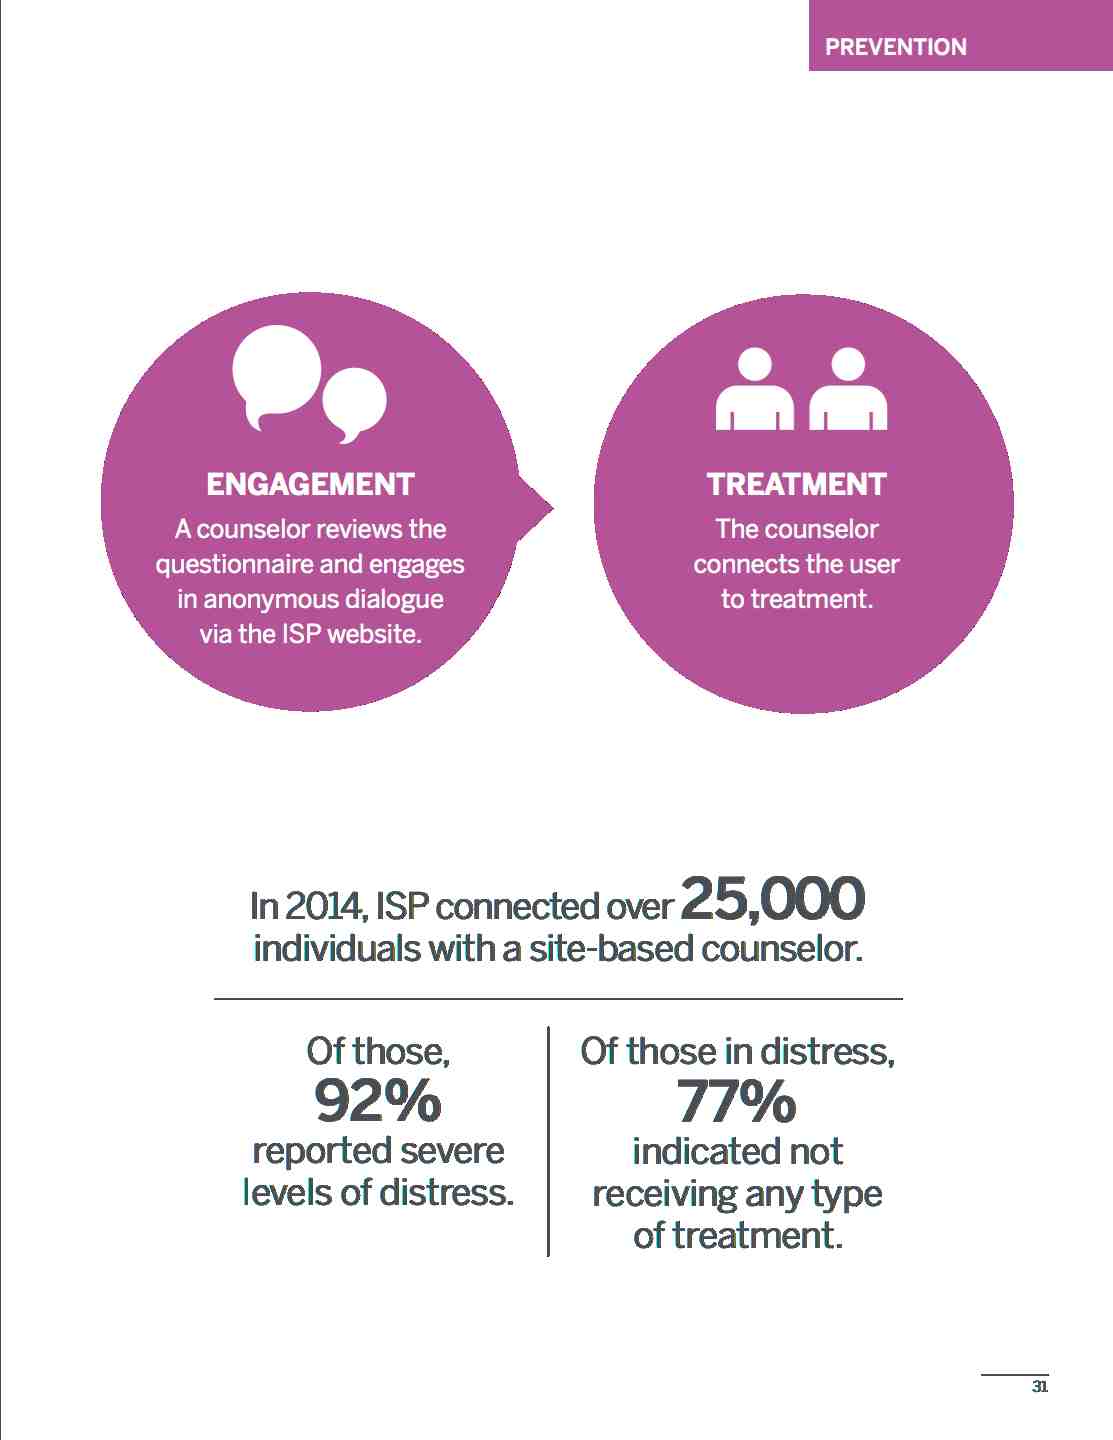 PREVENTION
ENGAGEMENT
A counselor reviews the
questionnaire and engages
in anonymous dialogue
via the ISP website.
TREATMENT
The counselor
connects the user
to treatment.
In 2014, ISP connected over 25,000
individuals with a site-based counselor.
Of those,
92%
reported severe
levels of distress.
Of those in distress,
77%
indicated not
receiving any type
of treatment.
31